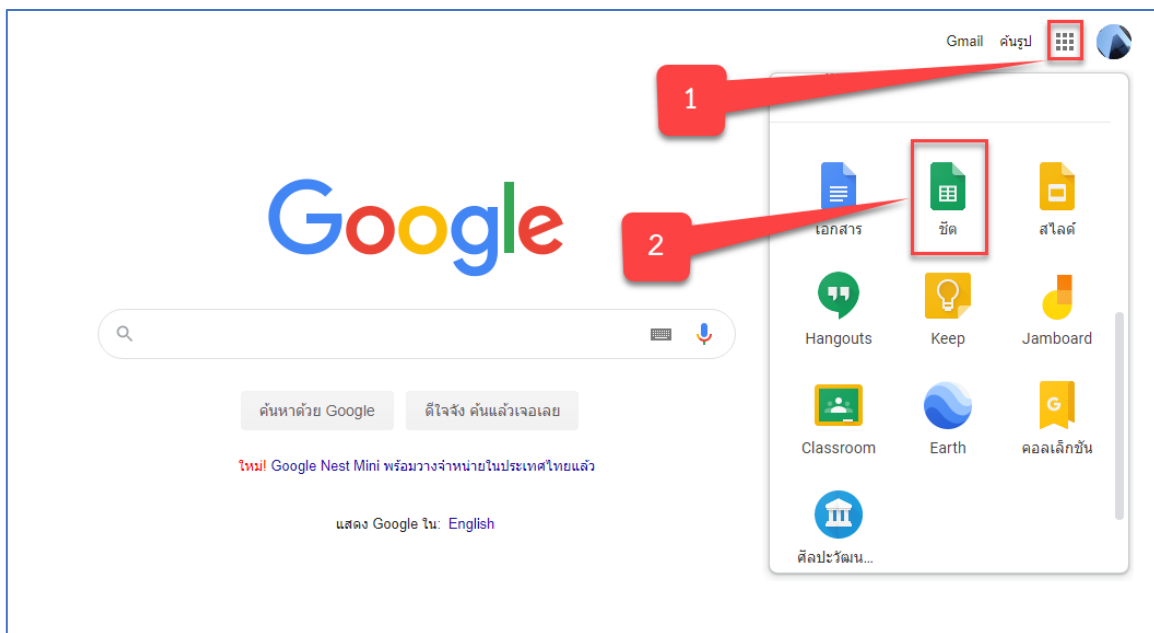 Gmail ค้นรูป
1
Google
2
เอกสาร ชีต สไลด์
Hangouts Keep Jamboard
ค้นหาด้วย Google ดีใจจัง ค้นแล้วเจอเลย
G
Classroom Earth คอลเล็กชัน
ใหม่! Google Nest Mini พร้อมวางจำหน่ายในประเทศไทยแล้ว
แสดง Google ใน: English
ศิลปะวัฒน...